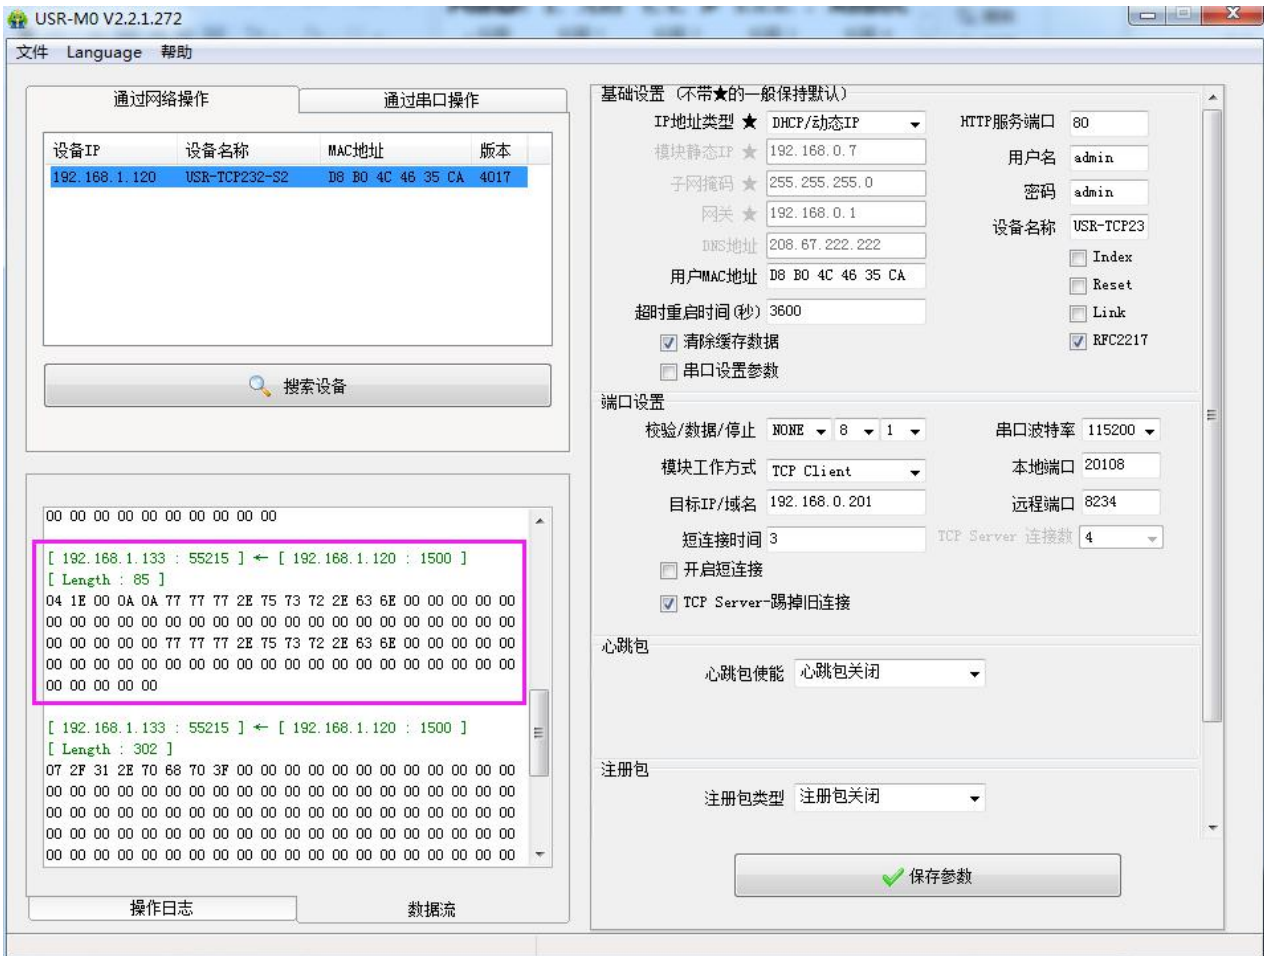 USR-M0 V2.2.1.272
文件 Language 帮助
通过网络操作 通过串口操作
设备IP 设备名称 MAC地址 版本
192.168.1.120 USR-TCP232-S2 D8 B0 4C 46 35 CA 4017
搜索设备
00 00 00 00 00 00 00 00 00 00
[ 192.168.1.133 : 55215 ] ← [ 192.168.1.120 : 1500 ]
[ Length : 85 ]
04 1E 00 0A 0A 77 77 77 2E 75 73 72 2E 63 6E 00 00 00 00 00
00 00 00 00 00 00 00 00 00 00 00 00 00 00 00 00 00 00 00 00
00 00 00 00 00 77 77 77 2E 75 73 72 2E 63 6E 00 00 00 00 00
00 00 00 00 00 00 00 00 00 00 00 00 00 00 00 00 00 00 00 00
00 00 00 00 00
[ 192.168.1.133 : 55215 ] ← [ 192.168.1.120 : 1500 ]
[ Length : 302 ]
07 2F 31 2E 70 68 70 3F 00 00 00 00 00 00 00 00 00 00 00 00
00 00 00 00 00 00 00 00 00 00 00 00 00 00 00 00 00 00 00 00
00 00 00 00 00 00 00 00 00 00 00 00 00 00 00 00 00 00 00 00
00 00 00 00 00 00 00 00 00 00 00 00 00 00 00 00 00 00 00 00
00 00 00 00 00 00 00 00 00 00 00 00 00 00 00 00 00 00 00 00
操作日志 数据流
基础设置 (不带★的一般保持默认)
IP地址类型 ★ DHCP/动态IP HTTP服务端口 80
模块静态IP ★ 192.168.0.7 用户名 admin
子网掩码 ★ 255.255.255.0 密码 admin
网关 ★ 192.168.0.1 设备名称 USR-TCP23
DNS地址 208.67.222.222 Index
用户MAC地址 D8 B0 4C 46 35 CA Reset
超时重启时间(秒) 3600 Link
清除缓存数据 RFC2217
串口设置参数
端口设置
校验/数据/停止 NONE 8 1 串口波特率 115200
模块工作方式 TCP Client 本地端口 20108
目标IP/域名 192.168.0.201 远程端口 8234
短连接时间 3 TCP Server 连接数 4
开启短连接
TCP Server-踢掉旧连接
心跳包
心跳包使能 心跳包关闭
注册包
注册包类型 注册包关闭
保存参数